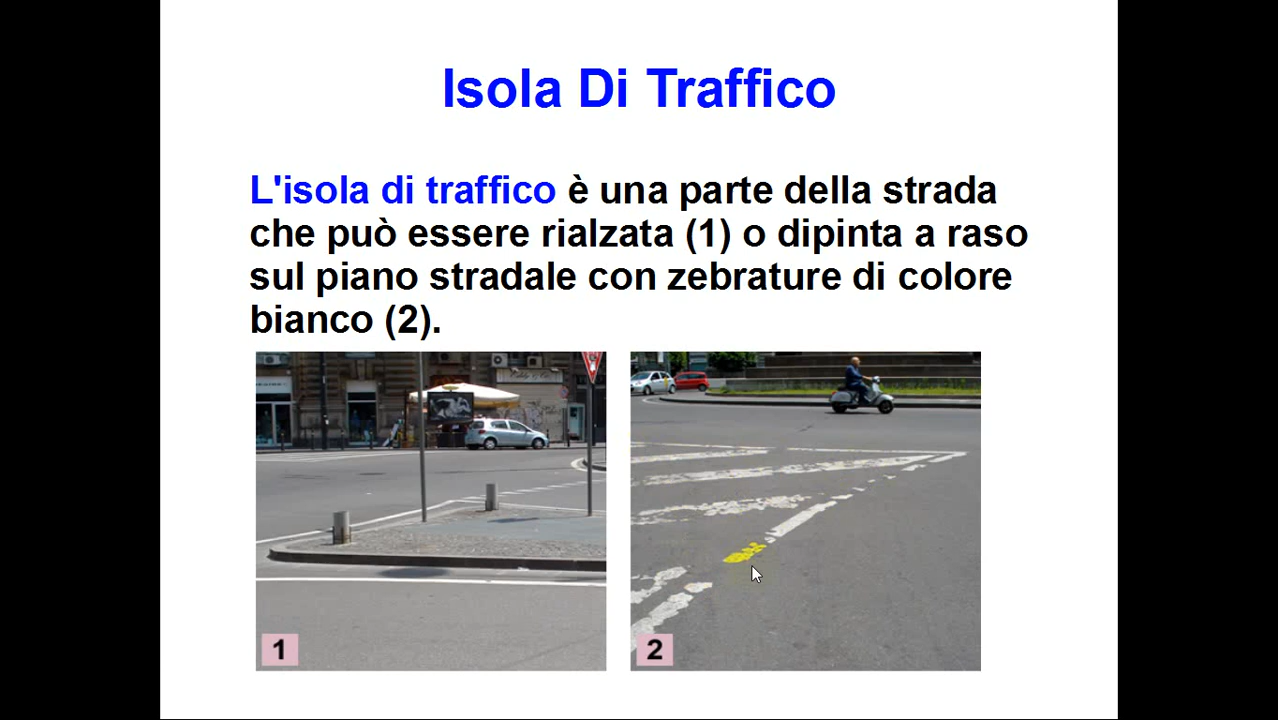 Isola Di Traffico
L'isola di traffico è una parte della strada
che può essere rialzata (1) o dipinta a raso
sul piano stradale con zebrature di colore
bianco (2).
1
2